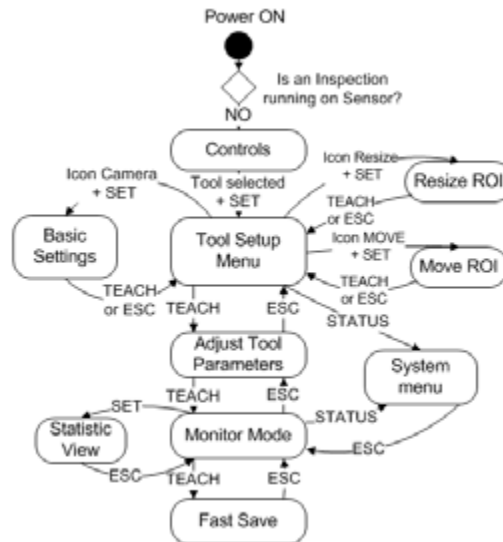 Power ON
Is an Inspection
running on Sensor?
NO
Controls
Icon Camera
+ SET
Tool selected
+ SET
Icon Resize
+ SET
Resize ROI
TEACH
or ESC
Basic
Settings
Tool Setup
Menu
Icon MOVE
+ SET
Move ROI
TEACH
or ESC
TEACH
or ESC
TEACH
ESC
STATUS
Adjust Tool
Parameters
System
menu
TEACH
ESC
SET
STATUS
Statistic
View
Monitor Mode
ESC
ESC
TEACH
ESC
Fast Save